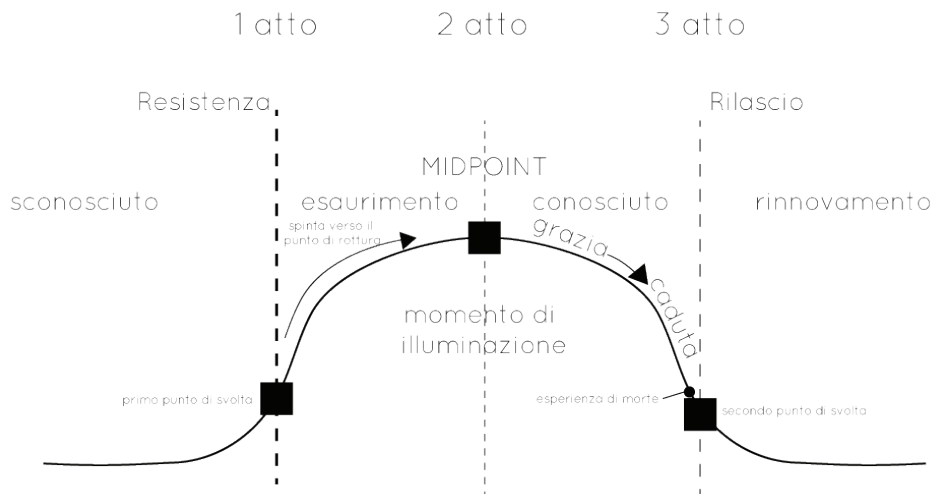 1 atto
2 atto
3 atto
Resistenza
Rilascio
MIDPOINT
sconosciuto
esaurimento
conosciuto
rinnovamento
spinta verso il
punto di rottura
grazia
caduta
momento di
illuminazione
primo punto di svolta
esperienza di morte
secondo punto di svolta